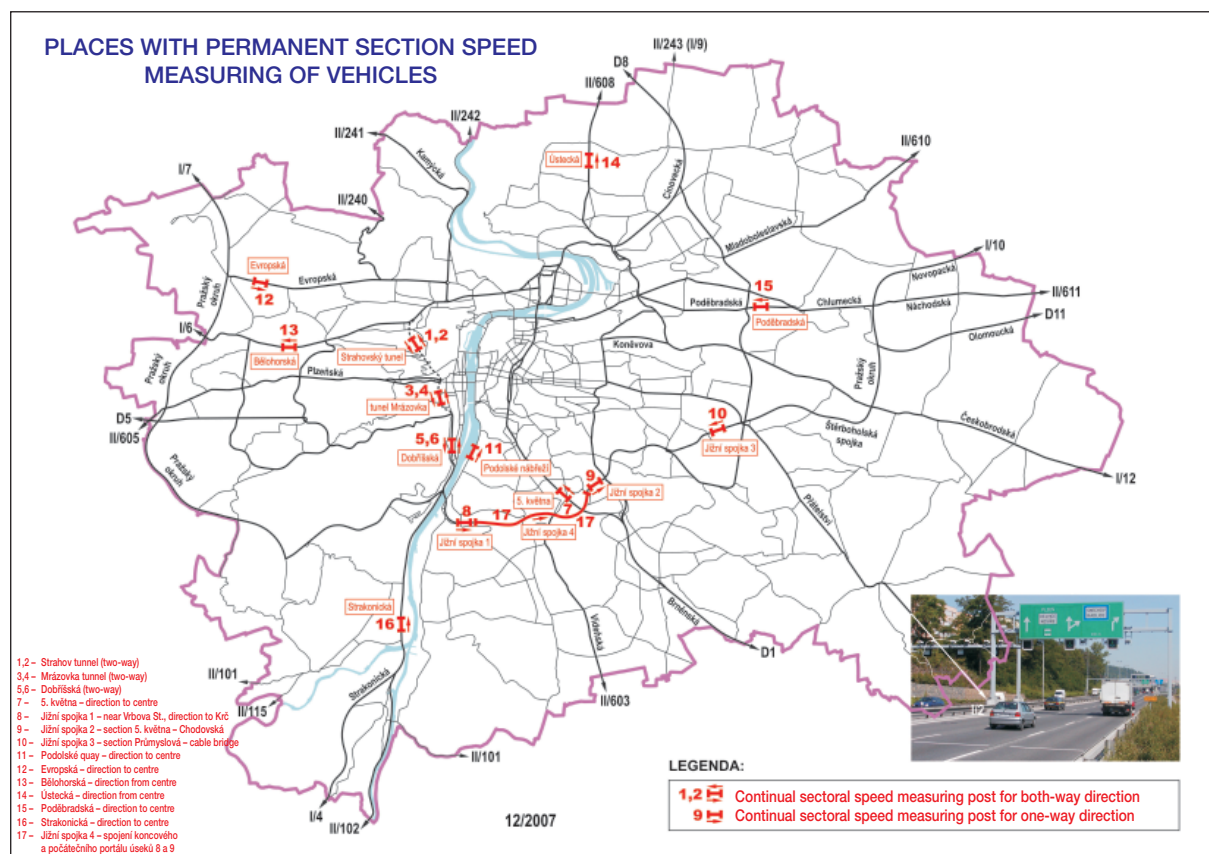 PLACES WITH PERMANENT SECTION SPEED
MEASURING OF VEHICLES
II/243 (I/9)
D8
II/608
II/242
II/241
II/610
I/7
II/240
Kamýcká
Ústecká
14
Cínovecká
Mladoboleslavská
I/10
Novopacká
Evropská
12
Evropská
Pražský
okruh
15
Poděbradská
Poděbradská
Chlumecká
Náchodská
II/611
D11
Olomoucká
I/6
13
Bělohorská
1,2
Strahovský tunel
Koněvova
Plzeňská
Pražský
okruh
Pražský
okruh
3,4
tunel Mrázovka
D5
II/605
10
Jižní spojka 3
Štěrboholská
spojka
Českobrodská
I/12
5,6
Dobříšská
11
Podolské nábřeží
Pražský
okruh
9
Jižní spojka 2
5. května
7
Přátelství
8
17
17
Jižní spojka 1
Jižní spojka 4
Strakonická
16
Vídeňská
Brněnská
D1
II/603
II/101
II/115
Strakonická
II/101
I/4
II/102
1,2 – Strahov tunnel (two-way)
3,4 – Mrázovka tunnel (two-way)
5,6 – Dobříšská (two-way)
7 – 5. května – direction to centre
8 – Jižní spojka 1 – near Vrbova St., direction to Krč
9 – Jižní spojka 2 – section 5. května – Chodovská
10 – Jižní spojka 3 – section Průmyslová – cable bridge
11 – Podolské quay – direction to centre
12 – Evropská – direction to centre
13 – Bělohorská – direction from centre
14 – Ústecká – direction from centre
15 – Poděbradská – direction to centre
16 – Strakonická – direction to centre
17 – Jižní spojka 4 – spojení koncového
a počátečního portálu úseků 8 a 9
12/2007
LEGENDA:
1,2 Continual sectoral speed measuring post for both-way direction
9 Continual sectoral speed measuring post for one-way direction